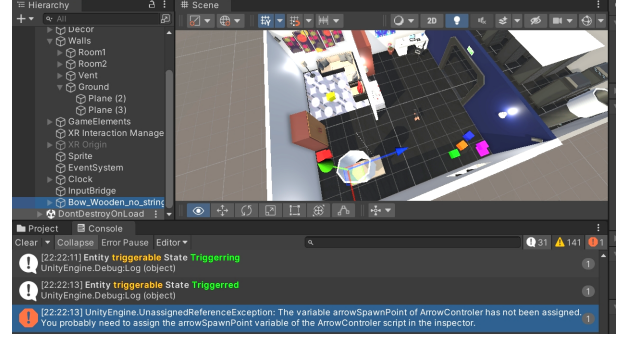 Hierarchy
# Scene
All
2D
Decor
Walls
Room1
Room2
Vent
Ground
Plane (2)
Plane (3)
GameElements
XR Interaction Manage
XR Origin
Sprite
EventSystem
Clock
InputBridge
Bow_Wooden_no_string
DontDestroyOnLoad
Project
Console
Clear
Collapse
Error Pause
Editor
31
141
1
[22:22:11] Entity triggerable State Triggerring
UnityEngine.Debug:Log (object)
1
[22:22:13] Entity triggerable State Triggerred
UnityEngine.Debug:Log (object)
1
[22:22:13] UnityEngine.UnassignedReferenceException: The variable arrowSpawnPoint of ArrowControler has not been assigned.
You probably need to assign the arrowSpawnPoint variable of the ArrowControler script in the inspector.
1